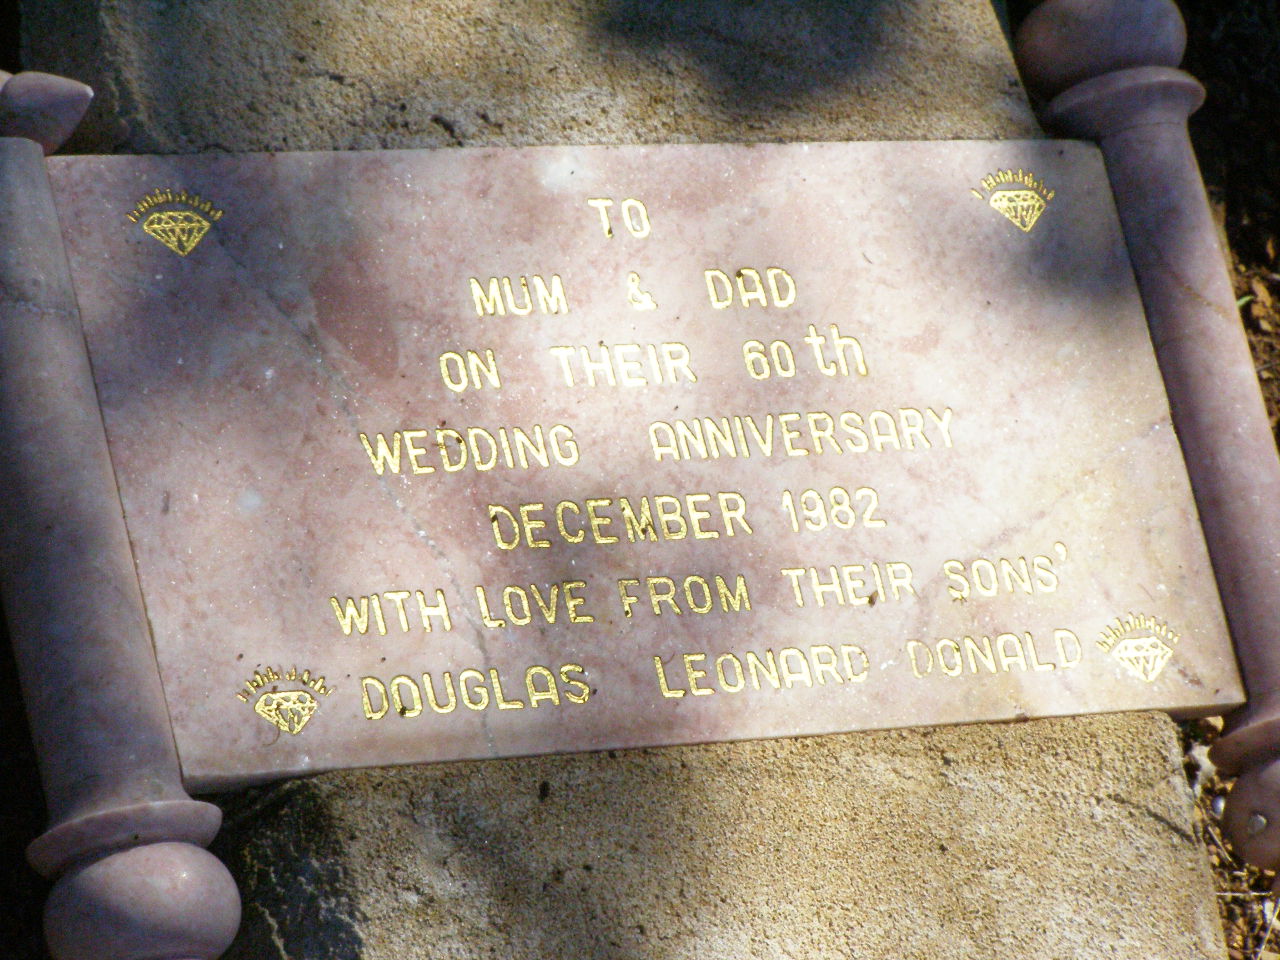 TO
MUM & DAD
ON THEIR 60th
WEDDING ANNIVERSARY
DECEMBER 1982
WITH LOVE FROM THEIR SONS'
DOUGLAS LEONARD DONALD